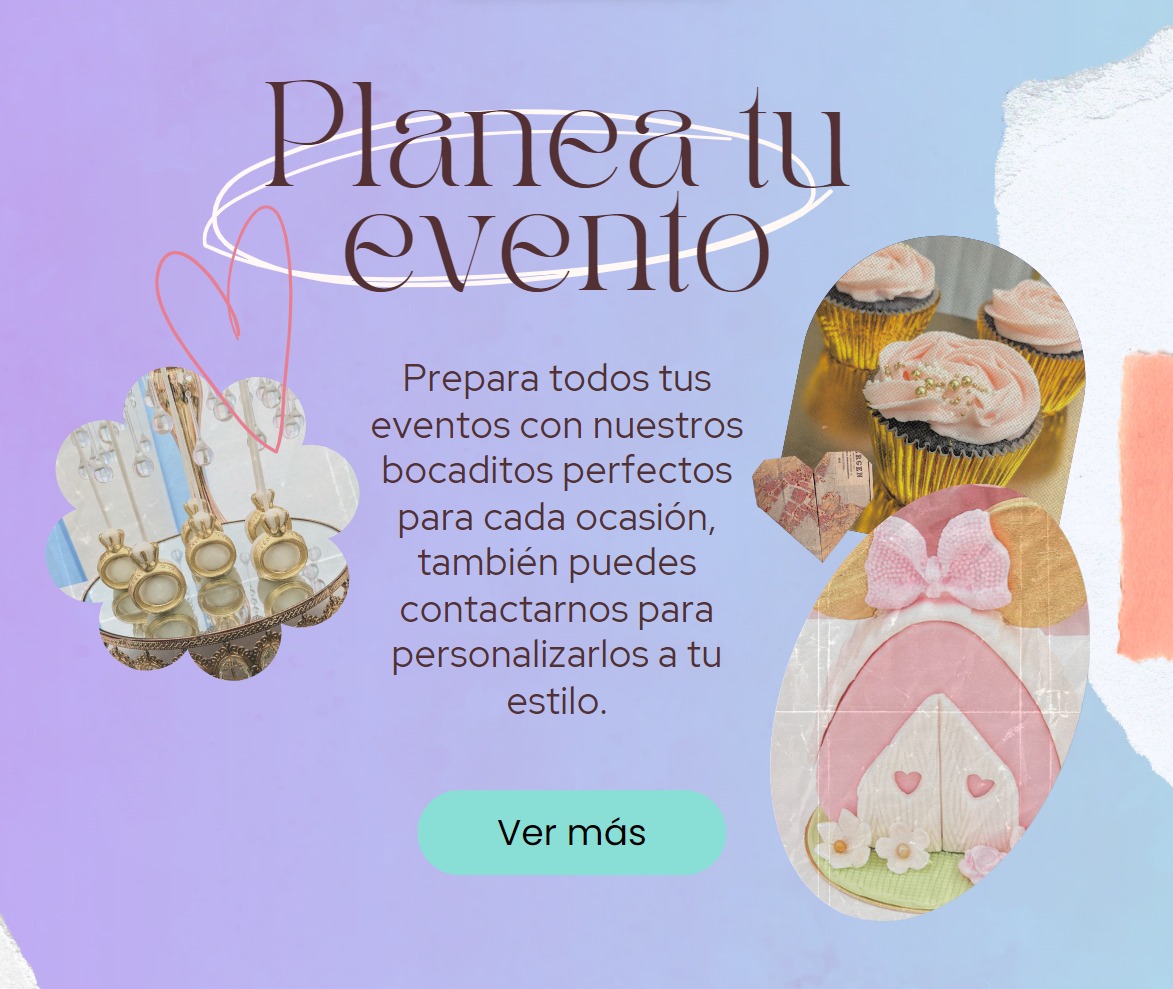 Planea tu
evento
Prepara todos tus
eventos con nuestros
bocaditos perfectos
para cada ocasión,
también puedes
contactarnos para
personalizarlos a tu
estilo.
Ver más